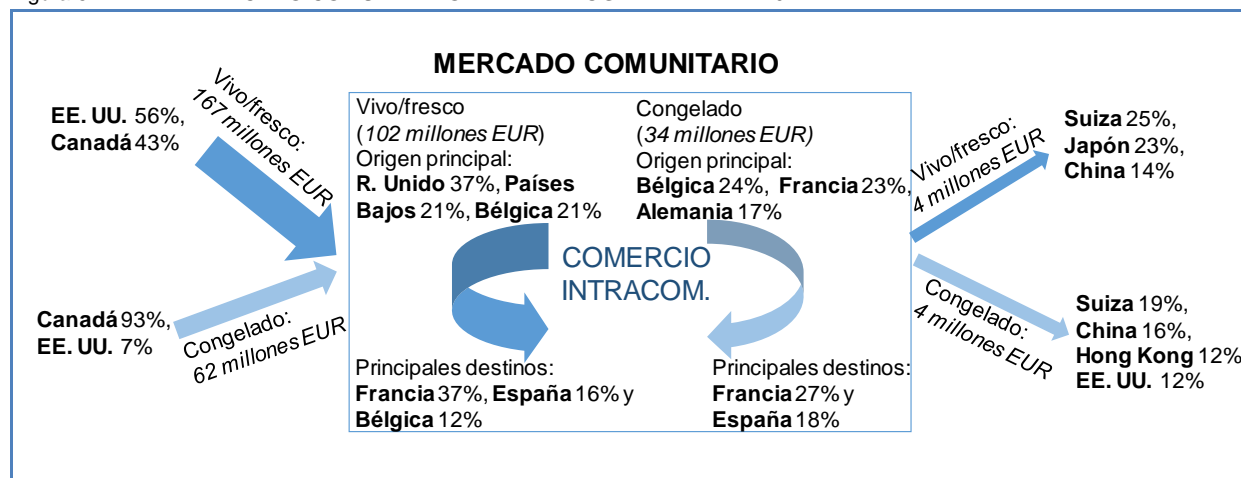 MERCADO COMUNITARIO
EE. UU. 56%,
Canadá 43%
Vivo/fresco:
167 millones EUR
Canadá 93%,
EE. UU. 7%
Congelado:
62 millones EUR
Vivo/fresco
(102 millones EUR)
Origen principal:
R. Unido 37%, Países
Bajos 21%, Bélgica 21%
Congelado
(34 millones EUR)
Origen principal:
Bélgica 24%, Francia 23%,
Alemania 17%
COMERCIO
INTRACOM.
Principales destinos:
Francia 37%, España 16% y
Bélgica 12%
Principales destinos:
Francia 27% y
España 18%
Vivo/fresco:
4 millones EUR
Suiza 25%,
Japón 23%,
China 14%
Congelado:
4 millones EUR
Suiza 19%,
China 16%,
Hong Kong 12%
EE. UU. 12%